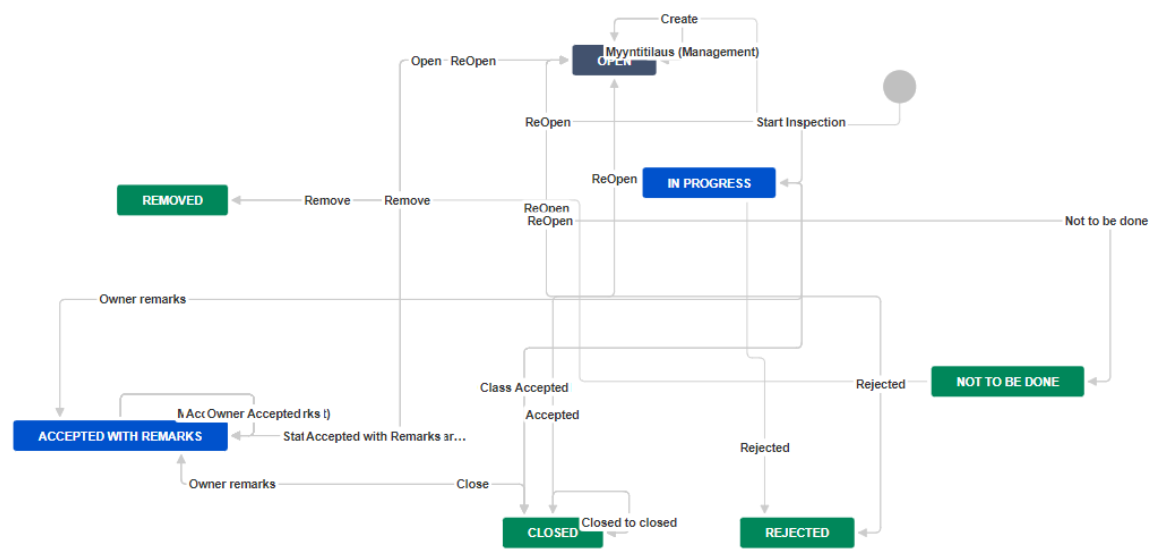 Create
Myyntitilaus (Management)
OPEN
Open
ReOpen
ReOpen
Start Inspection
ReOpen
IN PROGRESS
REMOVED
Remove
Remove
ReOpen
ReOpen
Not to be done
Owner remarks
Class Accepted
Rejected
NOT TO BE DONE
Owner Accepted
Accepted
ACCEPTED WITH REMARKS
Accepted with Remarks
Rejected
Owner remarks
Close
Closed to closed
CLOSED
REJECTED